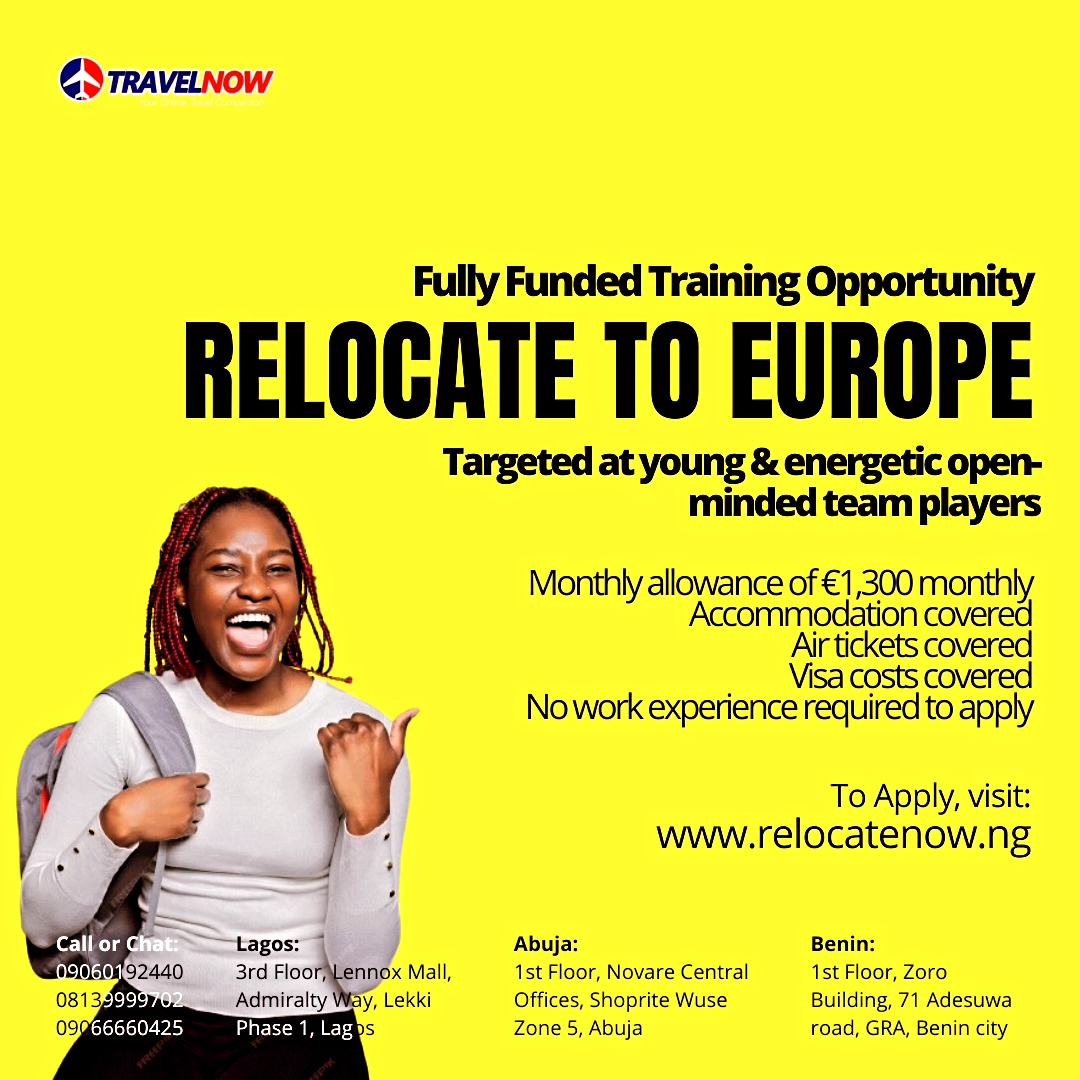 TRAVELNOW
Your Online Travel Companion
Fully Funded Training Opportunity
RELOCATE TO EUROPE
Targeted at young & energetic open-
minded team players
Monthly allowance of €1,300 monthly
Accommodation covered
Air tickets covered
Visa costs covered
No work experience required to apply
To Apply, visit:
www.relocatenow.ng
Call or Chat:
09060192440
08139999702
09066660425
Lagos:
3rd Floor, Lennox Mall,
Admiralty Way, Lekki
Phase 1, Lagos
Abuja:
1st Floor, Novare Central
Offices, Shoprite Wuse
Zone 5, Abuja
Benin:
1st Floor, Zoro
Building, 71 Adesuwa
road, GRA, Benin city